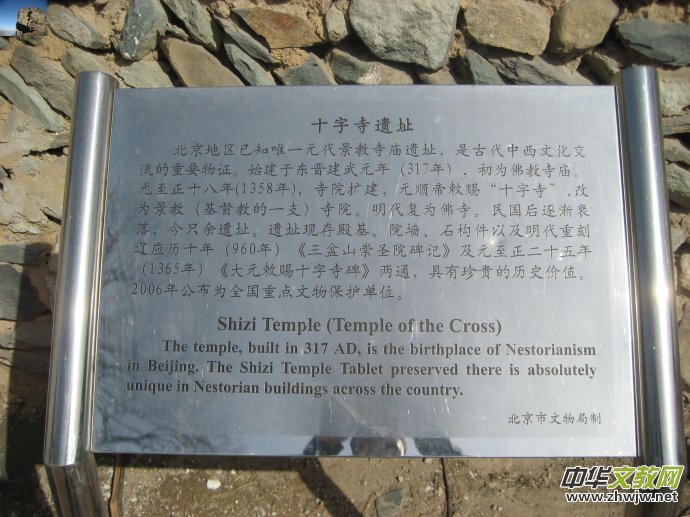 十字寺遗址
北京地区已知唯一元代景教寺庙遗址，是古代中西文化交
流的重要物证。始建于东晋建武元年（317年），初为佛教寺庙。
元至正十八年(1358年)，寺院扩建，元顺帝敕赐“十字寺”,改
为景教（基督教的一支）寺院。明代复为佛寺。民国后逐渐衰
落，今只余遗址。遗址现存殿基、院墙、石构件以及明代重刻
辽应历十年（960年）《三盆山崇圣院碑记》及元至正二十五年
(1365年)《大元敕赐十字寺碑》两通，具有珍贵的历史价值。
2006年公布为全国重点文物保护单位。
Shizi Temple (Temple of the Cross)
The temple, built in 317 AD, is the birthplace of Nestorianism
in Beijing. The Shizi Temple Tablet preserved there is absolutely
unique in Nestorian buildings across the country.
北京市文物局制
中华文教网
www.zhwjw.net